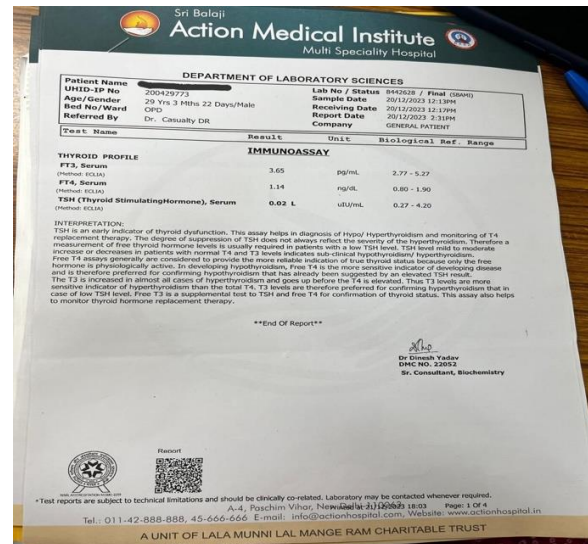 Sri Balaji
Action Medical Institute
Multi Speciality Hospital
DEPARTMENT OF LABORATORY SCIENCES
Patient Name
UHID-IP No 200429773 Lab No / Status 8442628 / Final (SBAMI)
Age/Gender 29 Yrs 3 Mths 22 Days/Male Sample Date 20/12/2023 12:13PM
Bed No/Ward OPD Receiving Date 20/12/2023 12:17PM
Referred By Dr. Casualty DR Report Date 20/12/2023 2:31PM
Company GENERAL PATIENT
Test Name Result Unit Biological Ref. Range
IMMUNOASSAY
THYROID PROFILE
FT3, Serum 3.65 pg/mL 2.77 - 5.27
(Method: ECLIA)
FT4, Serum 1.14 ng/dL 0.80 - 1.90
(Method: ECLIA)
TSH (Thyroid StimulatingHormone), Serum 0.02 L uIU/mL 0.27 - 4.20
(Method: ECLIA)
INTERPRETATION:
TSH is an early indicator of thyroid dysfunction. This assay helps in diagnosis of Hypo/ Hyperthyroidism and monitoring of T4
replacement therapy. The degree of suppression of TSH does not always reflect the severity of the hyperthyroidism. Therefore a
measurement of free thyroid hormone levels is usually required in patients with a low TSH level. TSH level mild to moderate
increase or decreases in patients with normal T4 and T3 levels indicates sub-clinical hypothyroidism/ hyperthyroidism.
Free T4 assays generally are considered to provide the more reliable indication of true thyroid status because only the free
hormone is physiologically active. In developing hypothyroidism, Free T4 is the more sensitive indicator of developing disease
and is therefore preferred for confirming hypothyroidism that has already been suggested by an elevated TSH result.
The T3 is increased in almost all cases of hyperthyroidism and goes up before the T4 is elevated. Thus T3 levels are more
sensitive indicator of hyperthyroidism than the total T4. T3 levels are therefore preferred for confirming hyperthyroidism that in
case of low TSH level. Free T3 is a supplemental test to TSH and free T4 for confirmation of thyroid status. This assay also helps
to monitor thyroid hormone replacement therapy.
**End Of Report**
Dr Dinesh Yadav
DMC NO. 22052
Sr. Consultant, Biochemistry
Report
*Test reports are subject to technical limitations and should be clinically co-related. Laboratory may be contacted whenever required.
A-4, Paschim Vihar, New Delhi 110063 18:03 Page: 1 Of 4
Tel.: 011-42-888-888, 45-666-666 E-mail: info@actionhospital.com, Website: www.actionhospital.in
A UNIT OF LALA MUNNI LAL MANGE RAM CHARITABLE TRUST